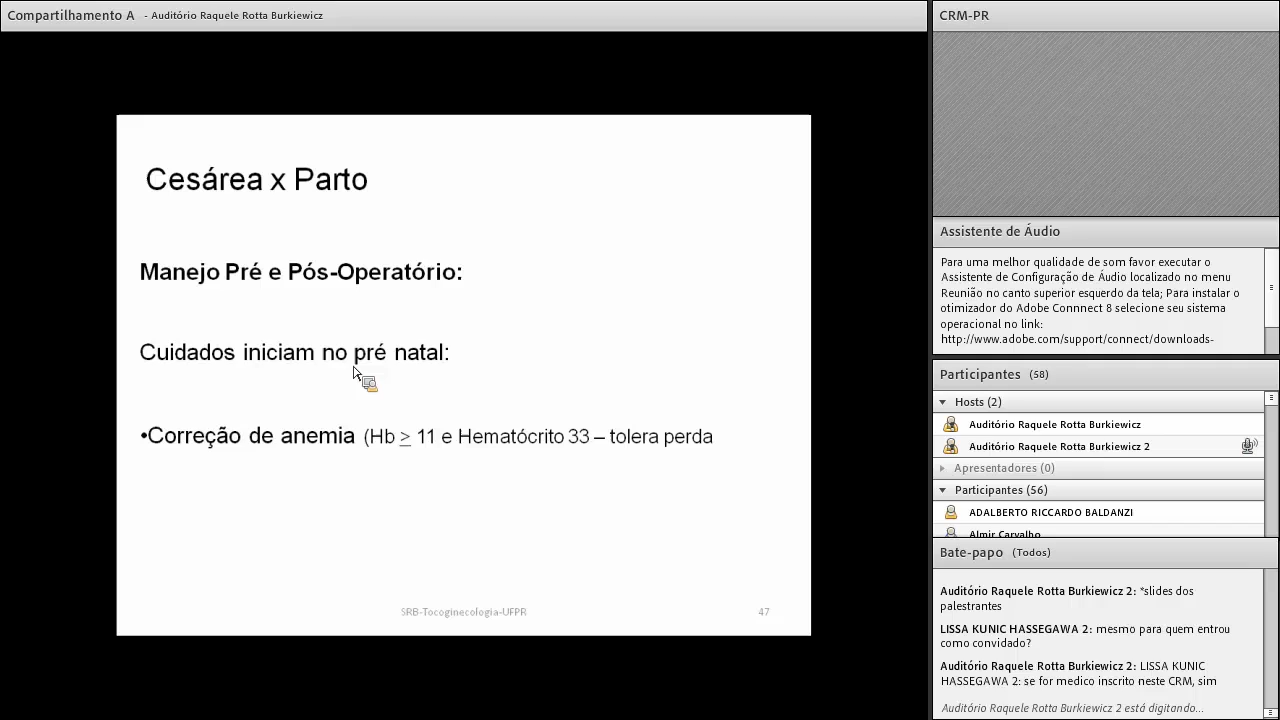 Compartilhamento A - Auditório Raquele Rotta Burkiewicz
Cesárea x Parto
Manejo Pré e Pós-Operatório:
Cuidados iniciam no pré natal:
•Correção de anemia (Hb ≥ 11 e Hematócrito 33 – tolera perda
SRB-Tocoginecologia-UFPR 47
CRM-PR
Assistente de Áudio
Para uma melhor qualidade de som favor executar o
Assistente de Configuração de Áudio localizado no menu
Reunião no canto superior esquerdo da tela; Para instalar o
otimizador do Adobe Connnect 8 selecione seu sistema
operacional no link:
http://www.adobe.com/support/connect/downloads-
Participantes (58)
Hosts (2)
Auditório Raquele Rotta Burkiewicz
Auditório Raquele Rotta Burkiewicz 2
Apresentadores (0)
Participantes (56)
ADALBERTO RICCARDO BALDANZI
Almir Carvalho
Bate-papo (Todos)
Auditório Raquele Rotta Burkiewicz 2: *slides dos
palestrantes
LISSA KUNIC HASSEGAWA 2: mesmo para quem entrou
como convidado?
Auditório Raquele Rotta Burkiewicz 2: LISSA KUNIC
HASSEGAWA 2: se for medico inscrito neste CRM, sim
Auditório Raquele Rotta Burkiewicz 2 está digitando...